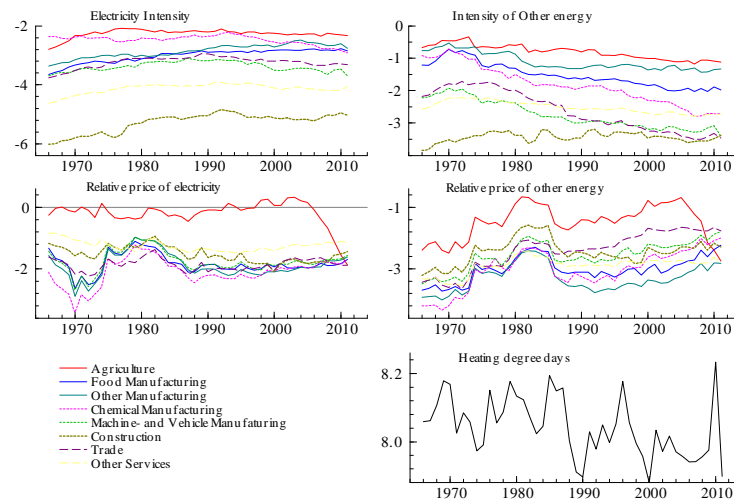 Electricity Intensity
-2
-4
-6
1970 1980 1990 2000 2010
Intensity of Other energy
0
-1
-2
-3
1970 1980 1990 2000 2010
Relative price of electricity
0
-2
1970 1980 1990 2000 2010
Relative price of other energy
-1
-3
1970 1980 1990 2000 2010
Agriculture
Food Manufacturing
Other Manufacturing
Chemical Manufacturing
Machine- and Vehicle Manufaturing
Construction
Trade
Other Services
Heating degree days
8.2
8.0
1970 1980 1990 2000 2010